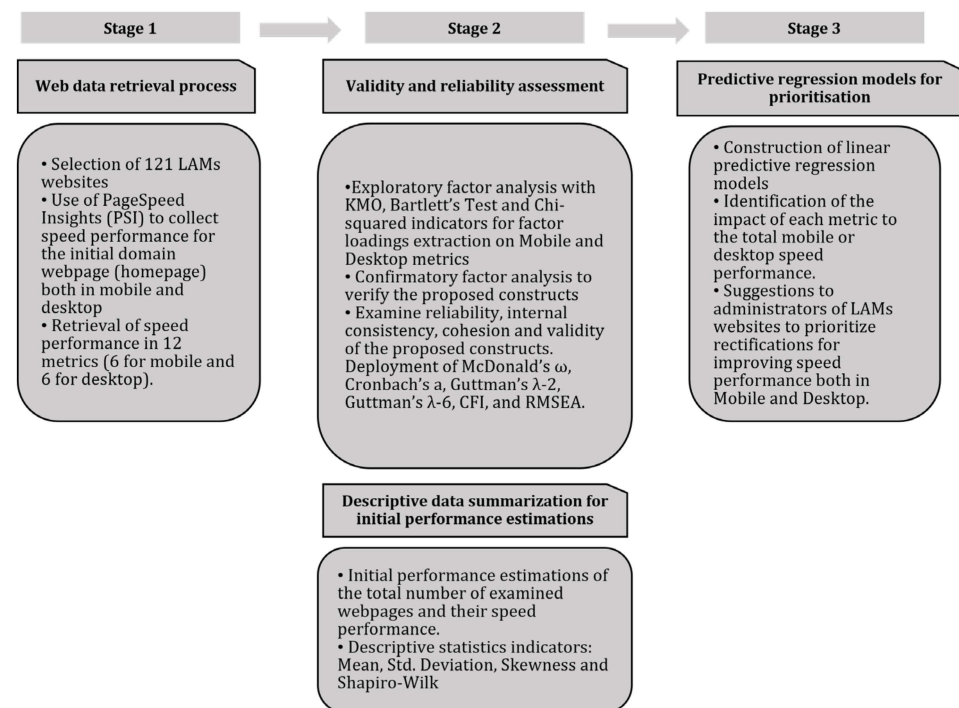 Stage 1
Stage 2
Stage 3
Web data retrieval process
• Selection of 121 LAMs
websites
• Use of PageSpeed
Insights (PSI) to collect
speed performance for
the initial domain
webpage (homepage)
both in mobile and
desktop
• Retrieval of speed
performance in 12
metrics (6 for mobile and
6 for desktop).
Validity and reliability assessment
•Exploratory factor analysis with
KMO, Bartlett's Test and Chi-
squared indicators for factor
loadings extraction on Mobile and
Desktop metrics
• Confirmatory factor analysis to
verify the proposed constructs
• Examine reliability, internal
consistency, cohesion and validity
of the proposed constructs.
Deployment of McDonald's ω,
Cronbach's a, Guttman's λ-2,
Guttman's λ-6, CFI, and RMSEA.
Descriptive data summarization for
initial performance estimations
• Initial performance estimations of
the total number of examined
webpages and their speed
performance.
• Descriptive statistics indicators:
Mean, Std. Deviation, Skewness and
Shapiro-Wilk
Predictive regression models for
prioritisation
• Construction of linear
predictive regression
models
• Identification of the
impact of each metric to
the total mobile or
desktop speed
performance.
• Suggestions to
administrators of LAMs
websites to prioritize
rectifications for
improving speed
performance both in
Mobile and Desktop.